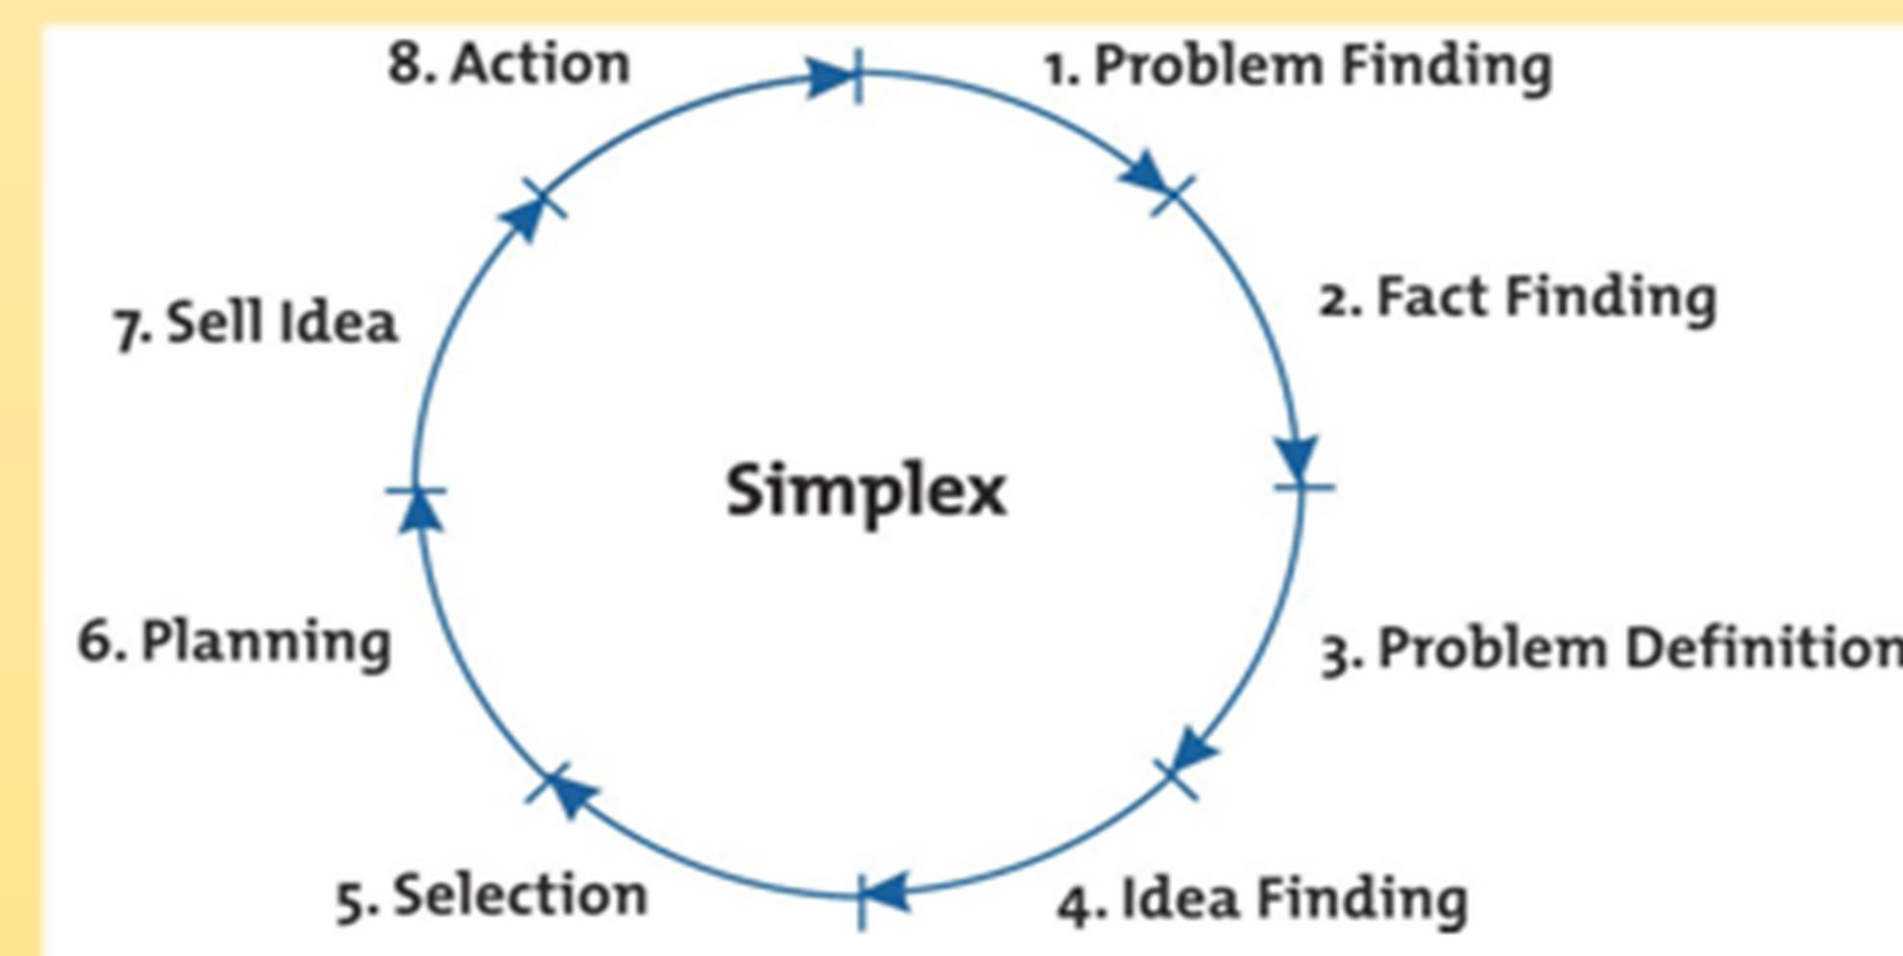 8. Action
1. Problem Finding
2. Fact Finding
7. Sell Idea
Simplex
6. Planning
3. Problem Definition
5. Selection
4. Idea Finding